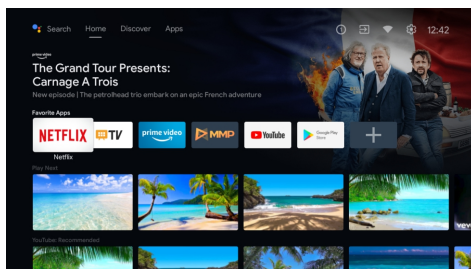 Search Home Discover Apps 12:42
prime video
The Grand Tour Presents:
Carnage A Trois
New episode | The petrolhead trio embark on an epic French adventure
Favorite Apps
NETFLIX TV prime video MMP YouTube Google Play Store
Netflix
Play Next
YouTube: Recommended
vevo